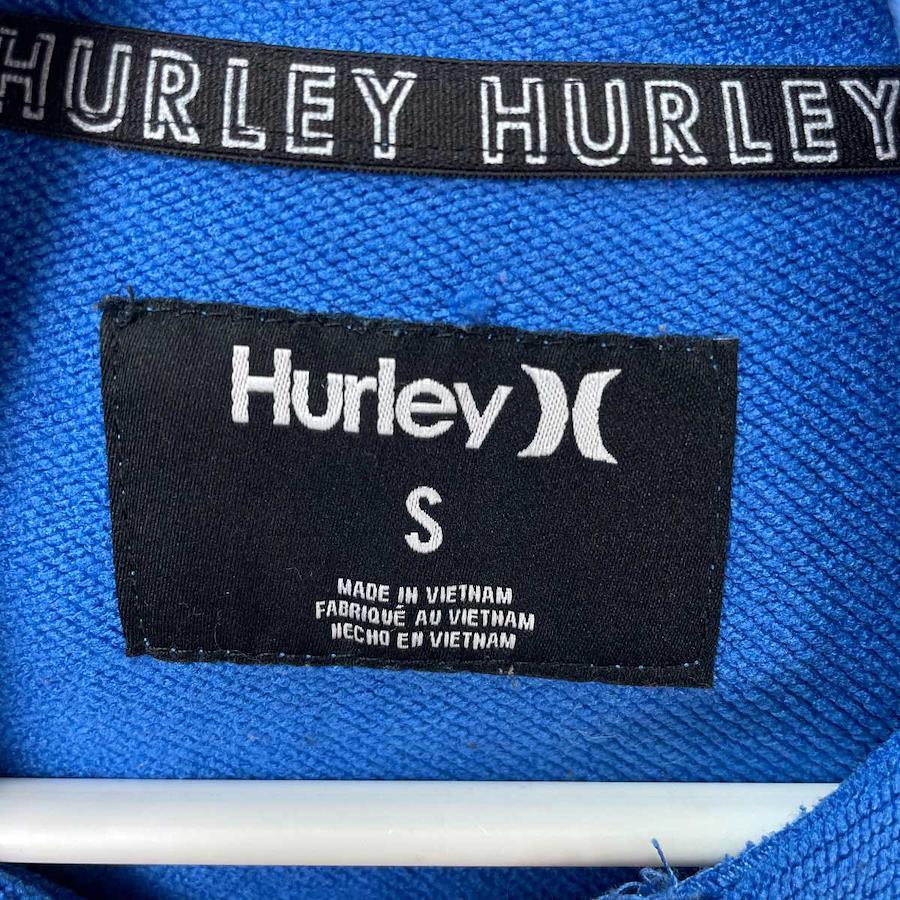 HURLEY HURLEY
Hurley
S
MADE IN VIETNAM
FABRIQUÉ AU VIETNAM
HECHO EN VIETNAM